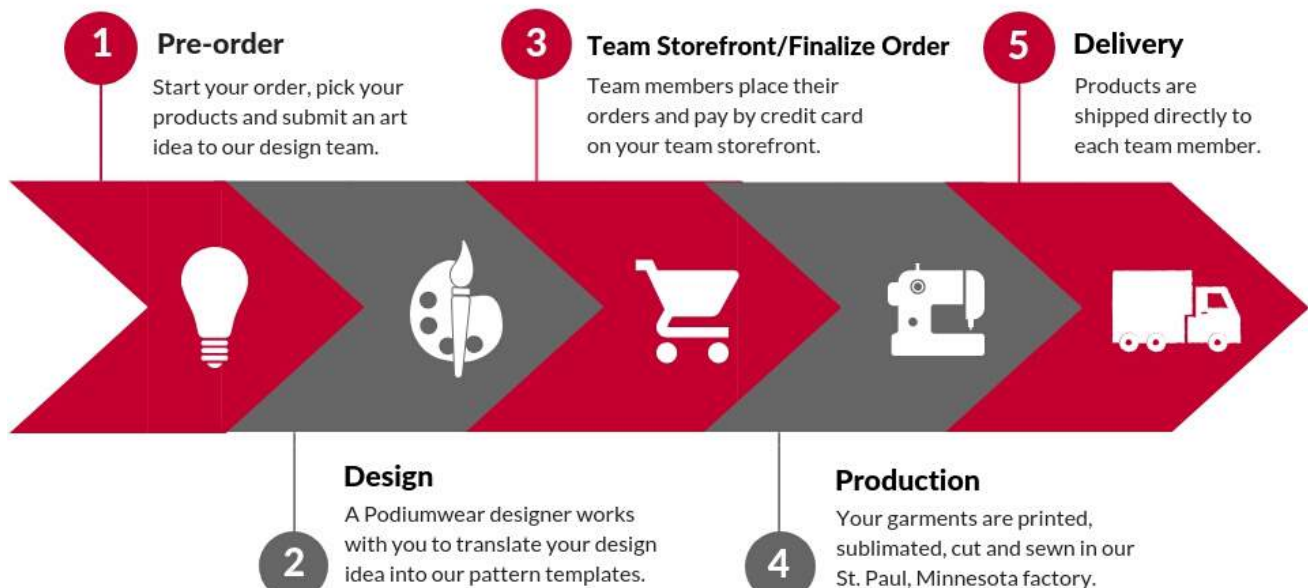 1
Pre-order
Start your order, pick your
products and submit an art
idea to our design team.
3
Team Storefront/Finalize Order
Team members place their
orders and pay by credit card
on your team storefront.
5
Delivery
Products are
shipped directly to
each team member.
2
Design
A Podiumwear designer works
with you to translate your design
idea into our pattern templates.
4
Production
Your garments are printed,
sublimated, cut and sewn in our
St. Paul, Minnesota factory.